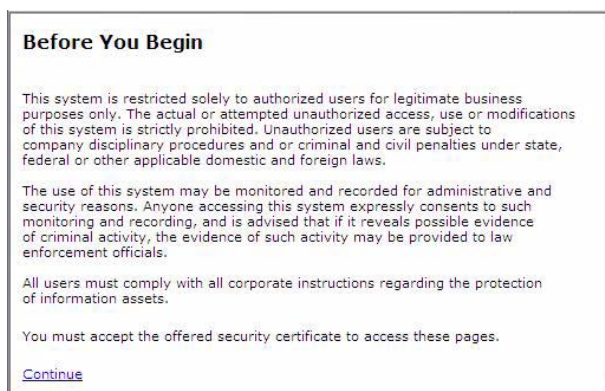 Before You Begin
This system is restricted solely to authorized users for legitimate business
purposes only. The actual or attempted unauthorized access, use or modifications
of this system is strictly prohibited. Unauthorized users are subject to
company disciplinary procedures and or criminal and civil penalties under state,
federal or other applicable domestic and foreign laws.
The use of this system may be monitored and recorded for administrative and
security reasons. Anyone accessing this system expressly consents to such
monitoring and recording, and is advised that if it reveals possible evidence
of criminal activity, the evidence of such activity may be provided to law
enforcement officials.
All users must comply with all corporate instructions regarding the protection
of information assets.
You must accept the offered security certificate to access these pages.
Continue